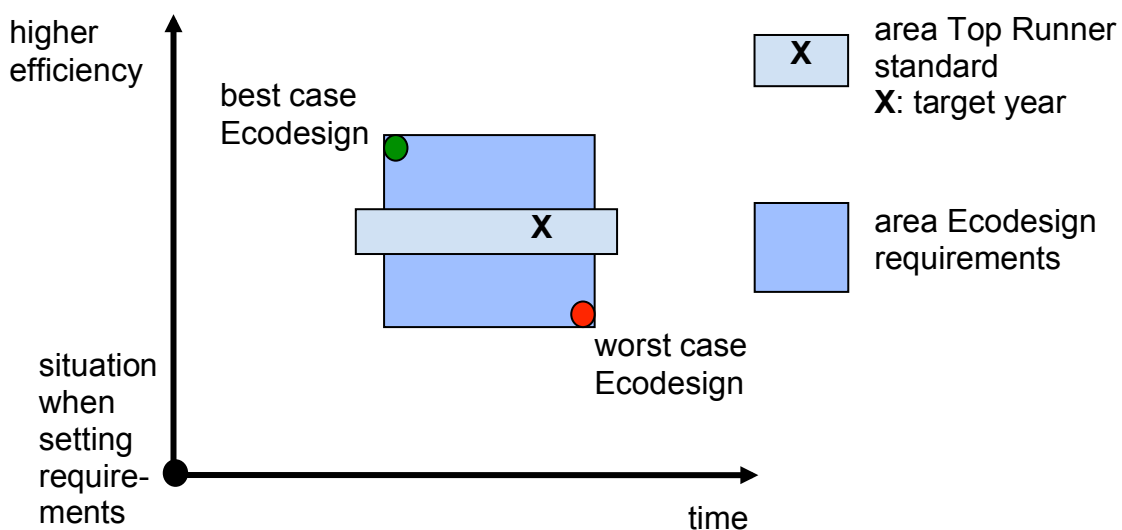 higher
efficiency
best case
Ecodesign
X
situation
when
setting
require-
ments
worst case
Ecodesign
time
X
area Top Runner
standard
X: target year
area Ecodesign
requirements